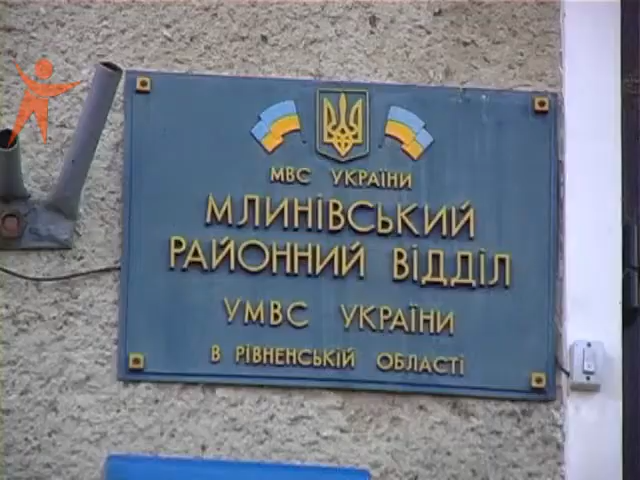 МВС УКРАЇНИ
МЛИНІВСЬКИЙ
РАЙОННИЙ ВІДДІЛ
УМВС УКРАЇНИ
В РІВНЕНСЬКІЙ ОБЛАСТІ